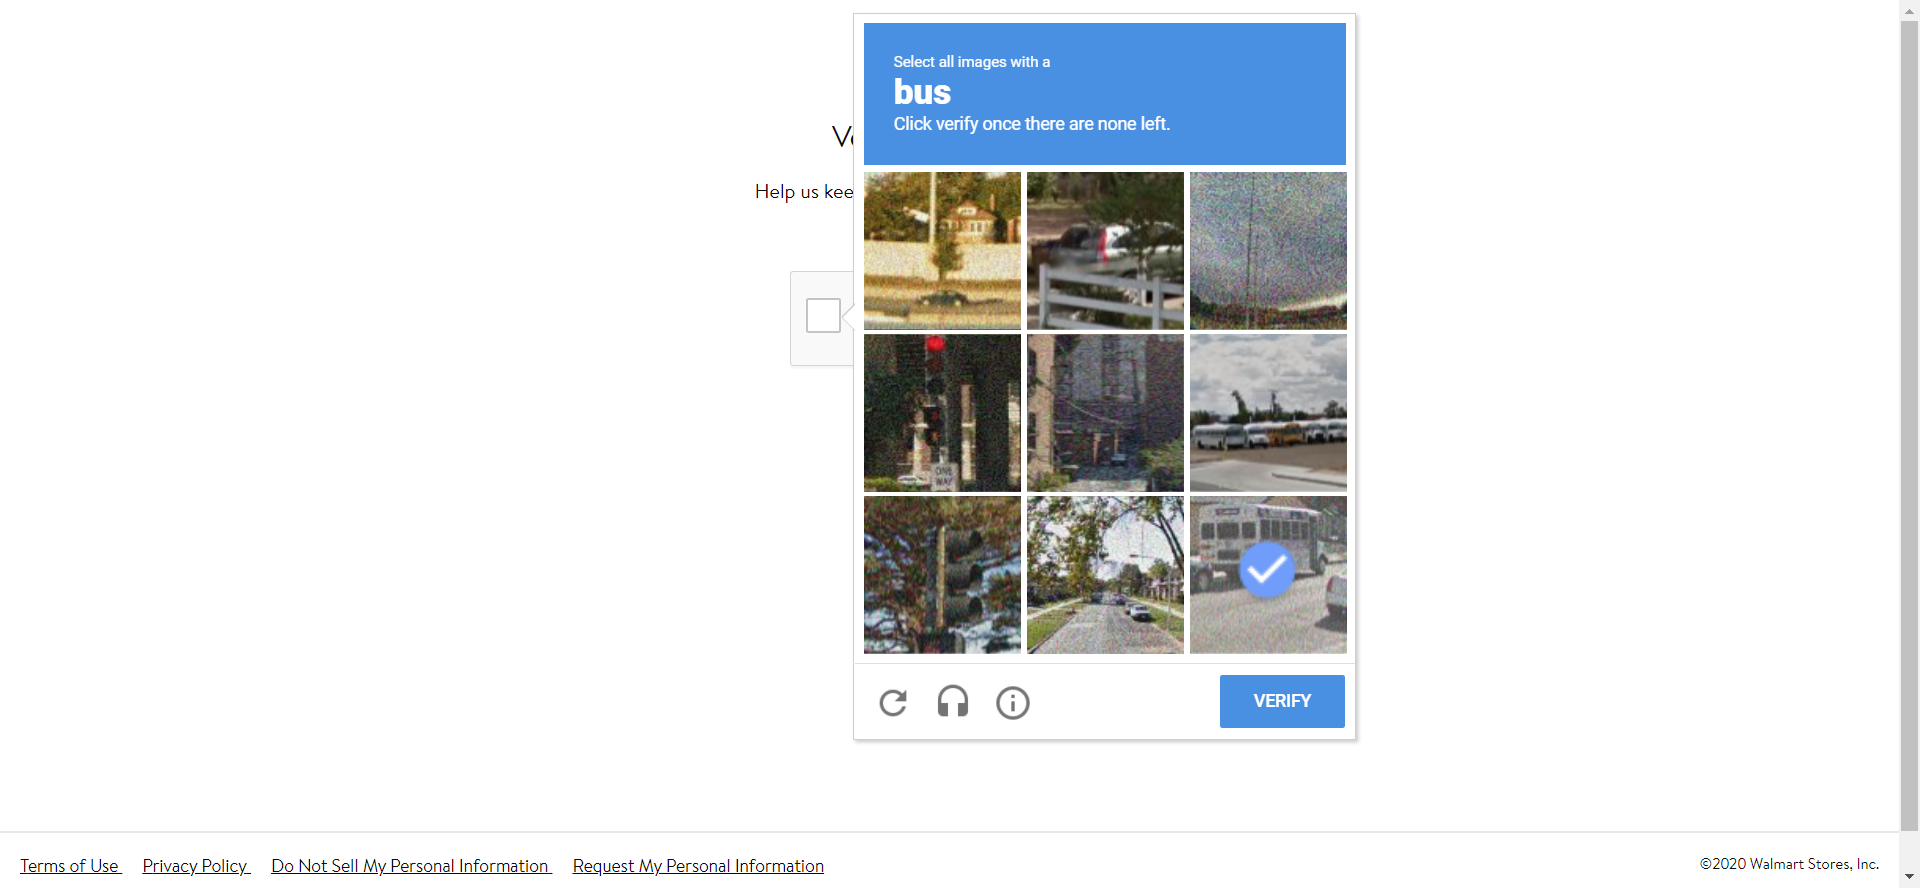 Select all images with a
bus
Click verify once there are none left.
Help us
ONE
WAY
VERIFY
Terms of Use
Privacy Policy
Do Not Sell My Personal Information
Request My Personal Information
©2020 Walmart Stores, Inc.